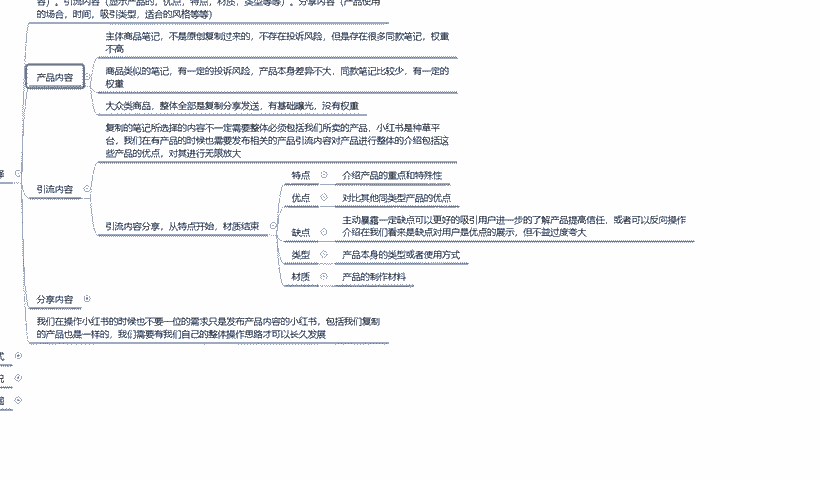 容）。引流内容（显示产品的，优点，特点，材质，类型等等）。分享内容（产品使用
的场合，时间，吸引类型，适合的风格等等）
主体商品笔记，不是原创复制过来的，不存在投诉风险，但是存在很多同款笔记，权重
不高
产品内容
商品类似的笔记，有一定的投诉风险，产品本身差异不大，同款笔记比较少，有一定的
权重
大众类商品，整体全部是复制分享发送，有基础曝光，没有权重
复制的笔记所选择的内容不一定需要整体必须包括我们所卖的产品，小红书是种草平
台，我们在有产品的时候也需要发布相关的产品引流内容对产品进行整体的介绍包括这
些产品的优点，对其进行无限放大
引流内容
特点
介绍产品的重点和特殊性
优点
对比其他同类型产品的优点
引流内容分享，从特点开始，材质结束
主动暴露一定缺点可以更好的吸引用户进一步的了解产品提高信任，或者可以反向操作
缺点
介绍在我们看来是缺点对用户是优点的展示，但不益过度夸大
类型
产品本身的类型或者使用方式
材质
产品的制作材料
分享内容
我们在操作小红书的时候也不要一位的需求只是发布产品内容的小红书，包括我们复制
的产品也是一样的，我们需要有我们自己的整体操作思路才可以长久发展
式
况